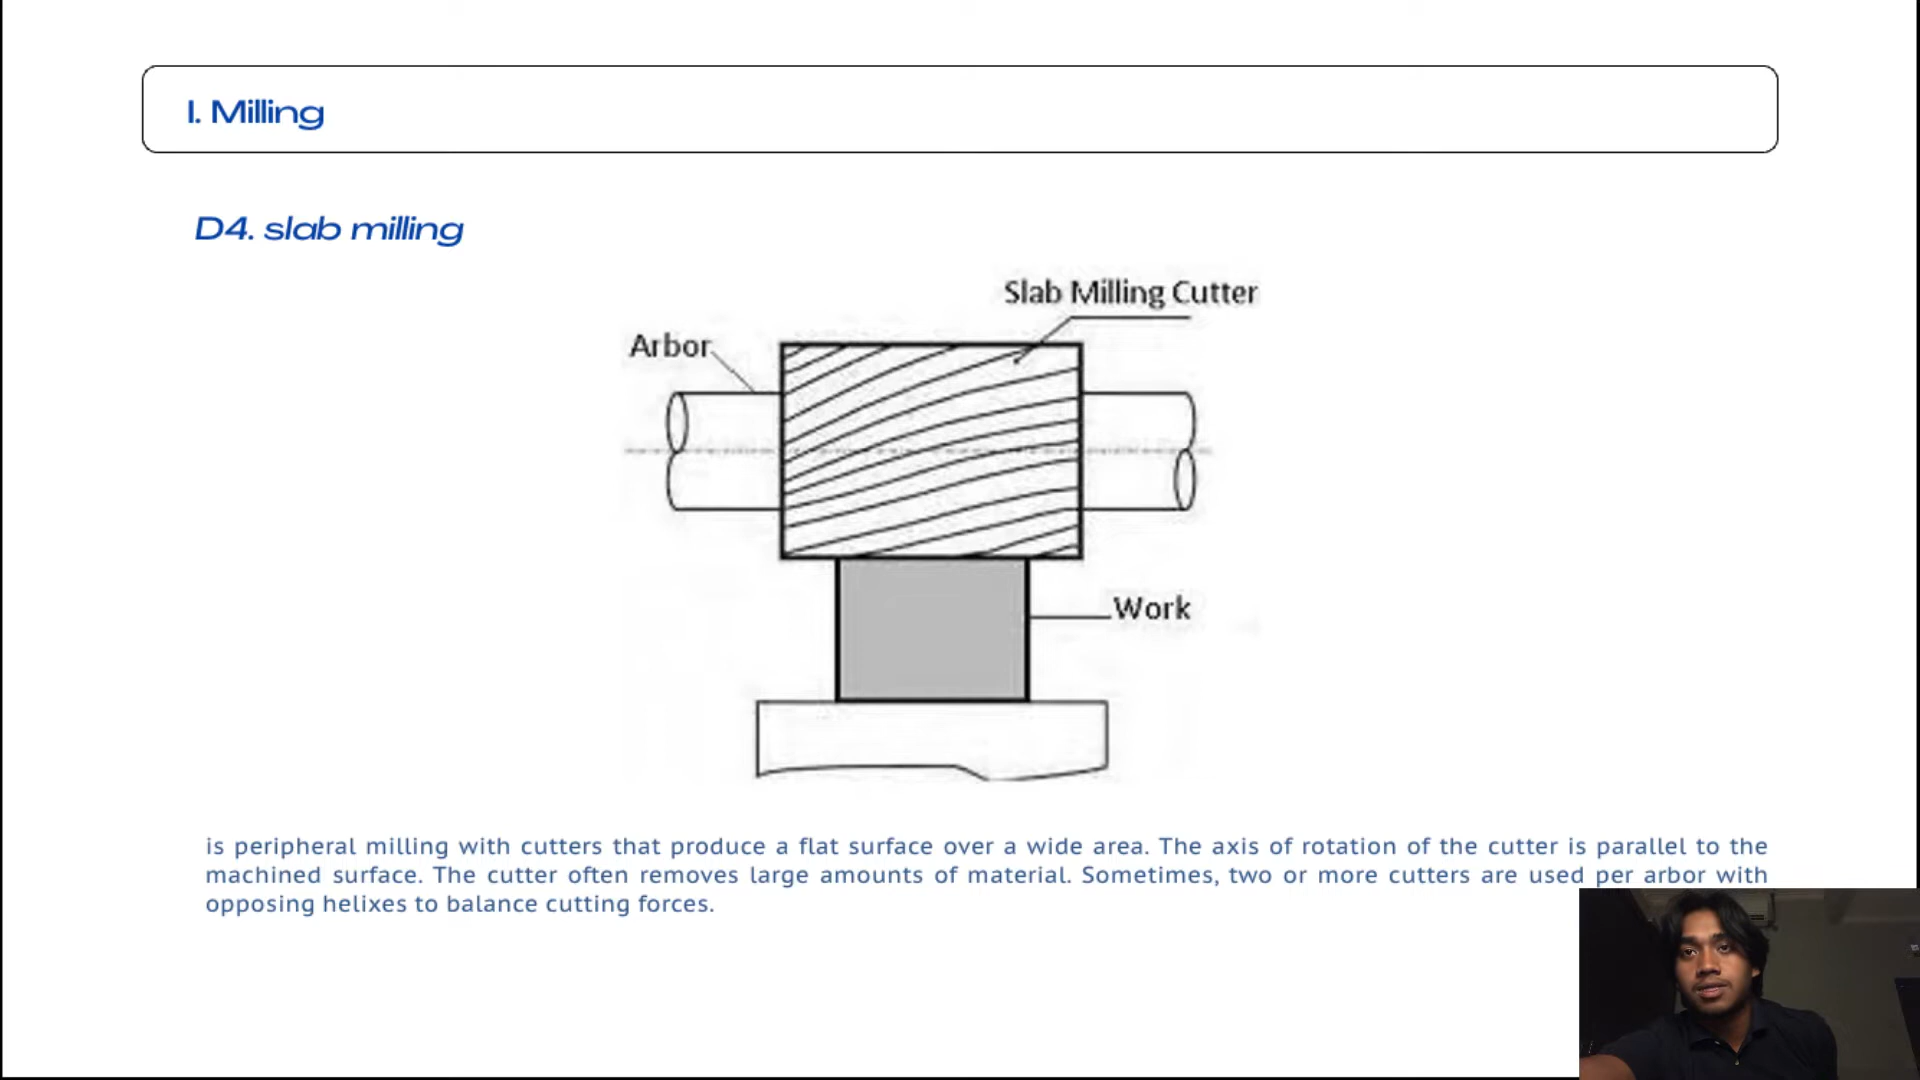 I. Milling
D4. slab milling
Slab Milling Cutter
Arbor
Work
is peripheral milling with cutters that produce a flat surface over a wide area. The axis of rotation of the cutter is parallel to the
machined surface. The cutter often removes large amounts of material. Sometimes, two or more cutters are used per arbor with
opposing helixes to balance cutting forces.